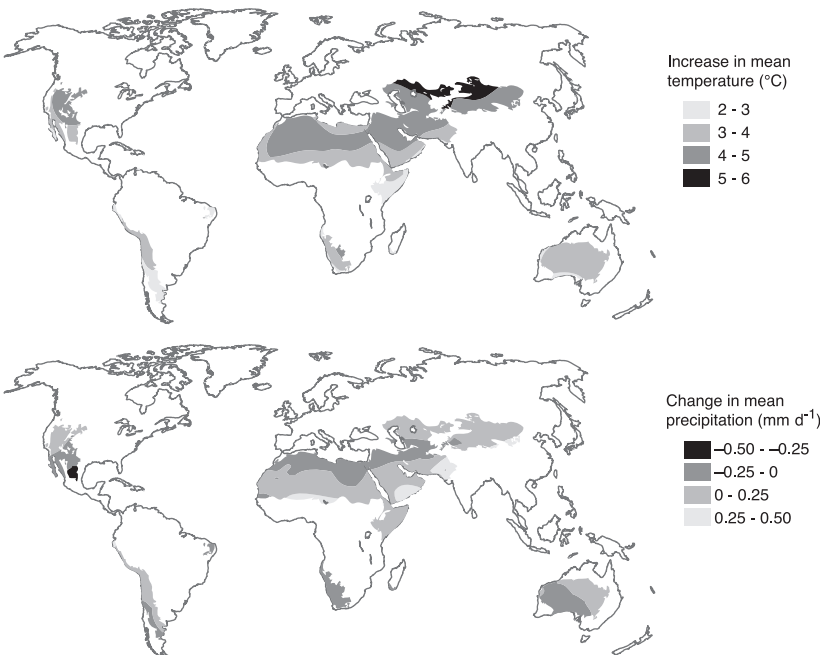 Increase in mean
temperature (°C)
2 - 3
3 - 4
4 - 5
5 - 6
Change in mean
precipitation (mm d⁻¹)
–0.50 - –0.25
–0.25 - 0
0 - 0.25
0.25 - 0.50